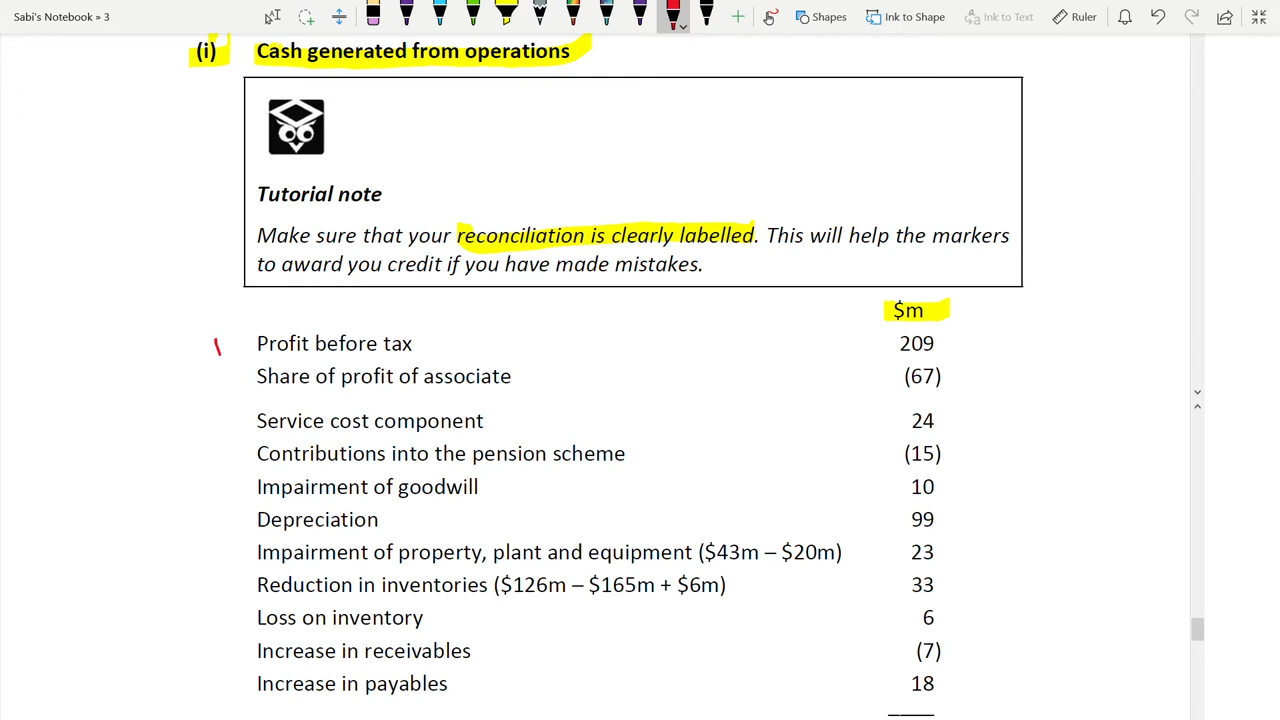 Sabi's Notebook » 3
Shapes
Ink to Shape
Ink to Text
Ruler
(i) Cash generated from operations
Tutorial note
Make sure that your reconciliation is clearly labelled. This will help the markers
to award you credit if you have made mistakes.
$m
Profit before tax 209
Share of profit of associate (67)
Service cost component 24
Contributions into the pension scheme (15)
Impairment of goodwill 10
Depreciation 99
Impairment of property, plant and equipment ($43m – $20m) 23
Reduction in inventories ($126m – $165m + $6m) 33
Loss on inventory 6
Increase in receivables (7)
Increase in payables 18